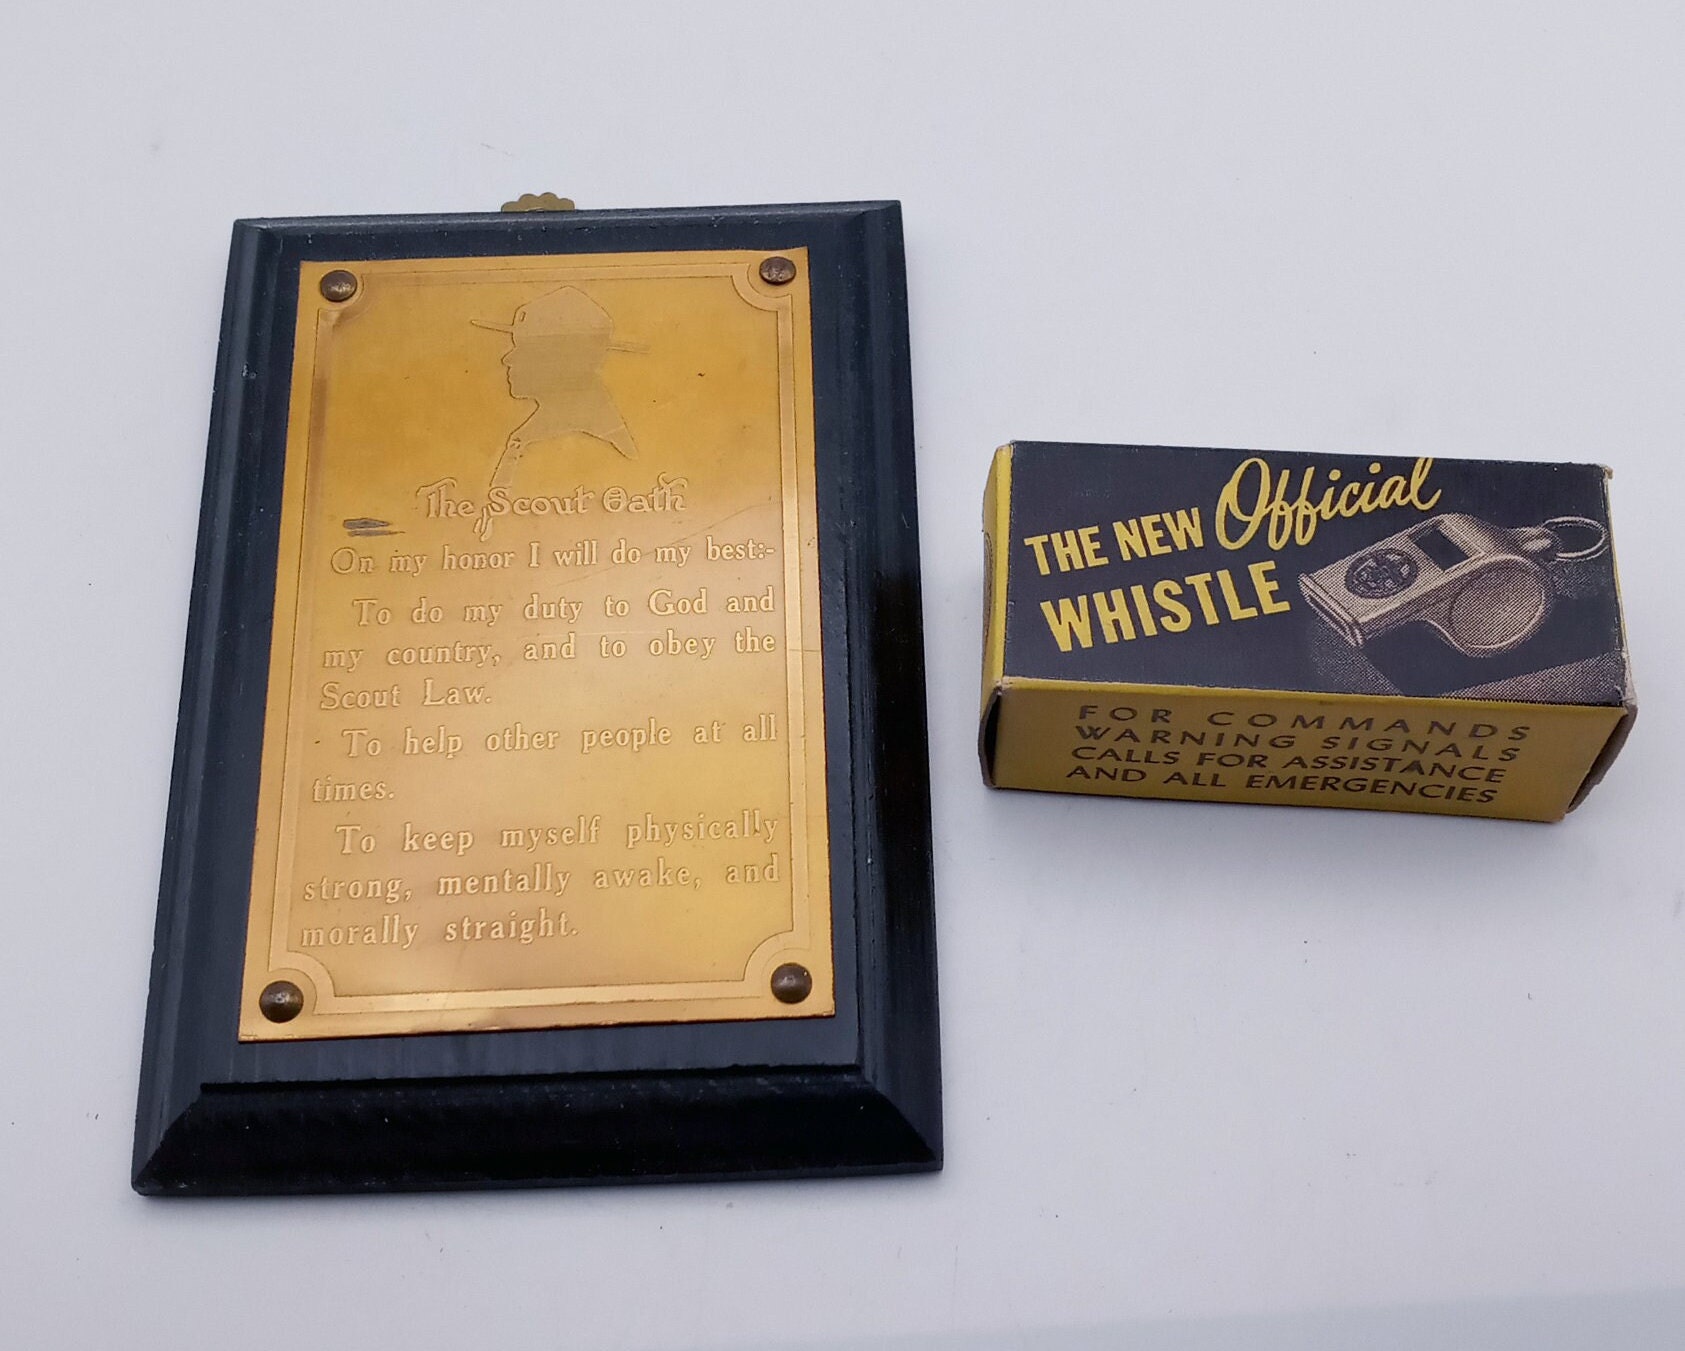 The Scout Oath
On my honor I will do my best:-
To do my duty to God and
my country, and to obey the
Scout Law.
To help other people at all
times.
To keep myself physically
strong, mentally awake, and
morally straight.
THE NEW Official
WHISTLE
FOR COMMANDS
WARNING SIGNALS
CALLS FOR ASSISTANCE
AND ALL EMERGENCIES